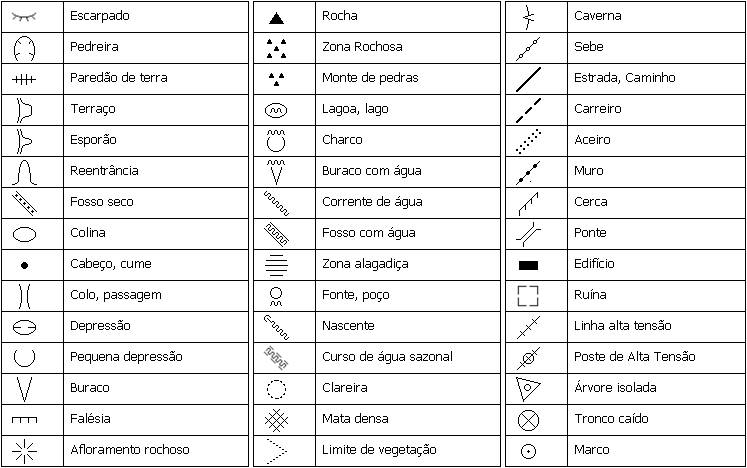 Escarpado
Pedreira
Paredão de terra
Terraço
Esporão
Reentrância
Fosso seco
Colina
Cabeço, cume
Colo, passagem
Depressão
Pequena depressão
Buraco
Falésia
Afloramento rochoso
Rocha
Zona Rochosa
Monte de pedras
Lagoa, lago
Charco
Buraco com água
Corrente de água
Fosso com água
Zona alagadiça
Fonte, poço
Nascente
Curso de água sazonal
Clareira
Mata densa
Limite de vegetação
Caverna
Sebe
Estrada, Caminho
Carreiro
Aceiro
Muro
Cerca
Ponte
Edifício
Ruína
Linha alta tensão
Poste de Alta Tensão
Árvore isolada
Tronco caído
Marco